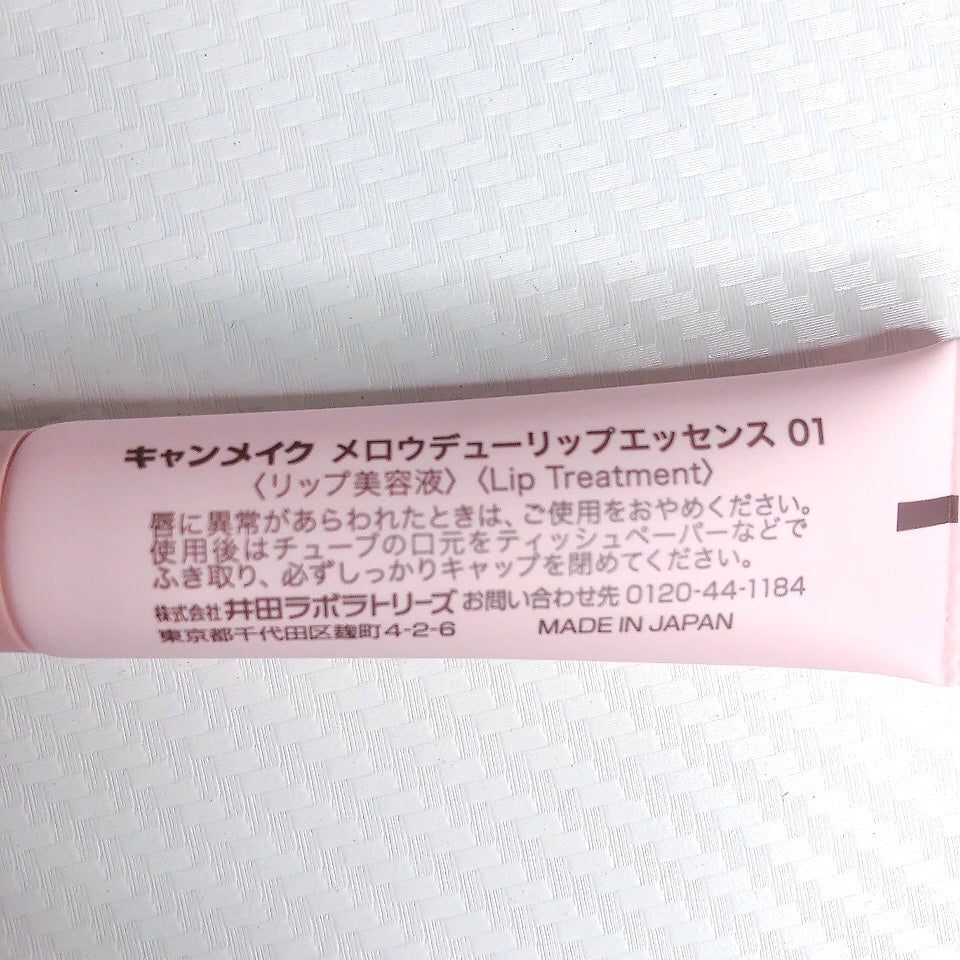 キャンメイク メロウデューリップエッセンス 01
〈リップ美容液〉〈Lip Treatment〉
唇に異常があらわれたときは、ご使用をおやめください。
使用後はチューブの口元をティッシュペーパーなどで
ふき取り、必ずしっかりキャップを閉めてください。
株式会社 井田ラボラトリーズ お問い合わせ先 0120-44-1184
東京都千代田区麹町4-2-6 MADE IN JAPAN